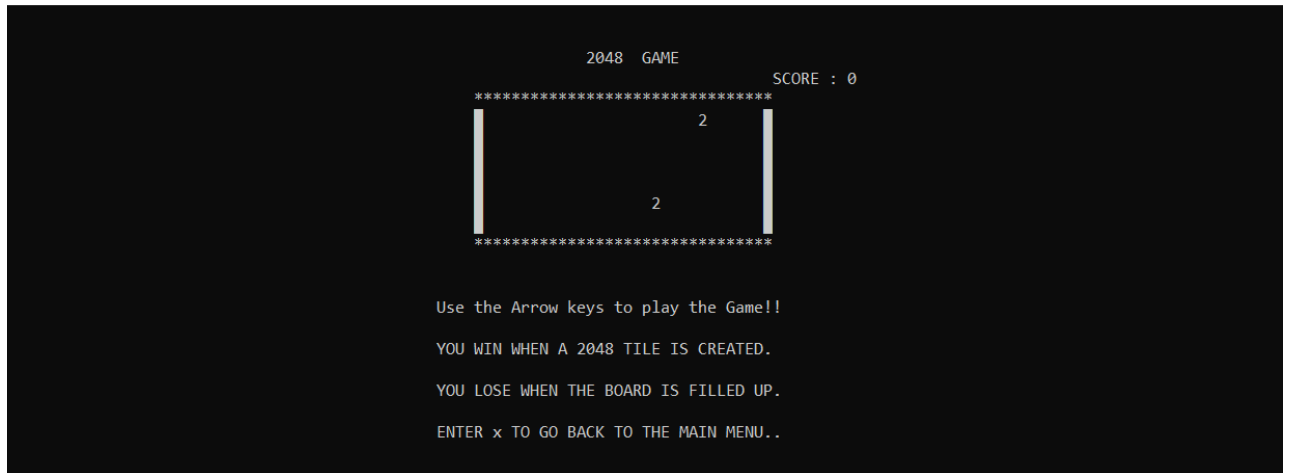 2048 GAME
SCORE : 0
********************************
2
2
********************************
Use the Arrow keys to play the Game!!
YOU WIN WHEN A 2048 TILE IS CREATED.
YOU LOSE WHEN THE BOARD IS FILLED UP.
ENTER x TO GO BACK TO THE MAIN MENU..